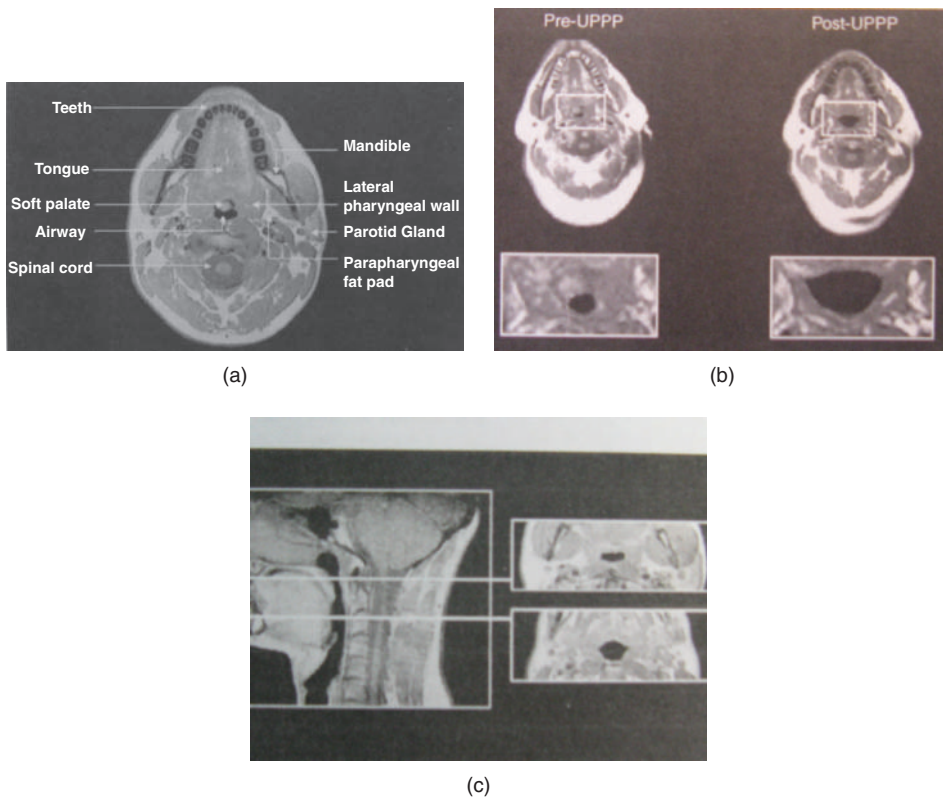 Teeth
Tongue
Soft palate
Airway
Spinal cord
Mandible
Lateral
pharyngeal wall
Parotid Gland
Parapharyngeal
fat pad
(a)
Pre-UPPP
Post-UPPP
(b)
(c)